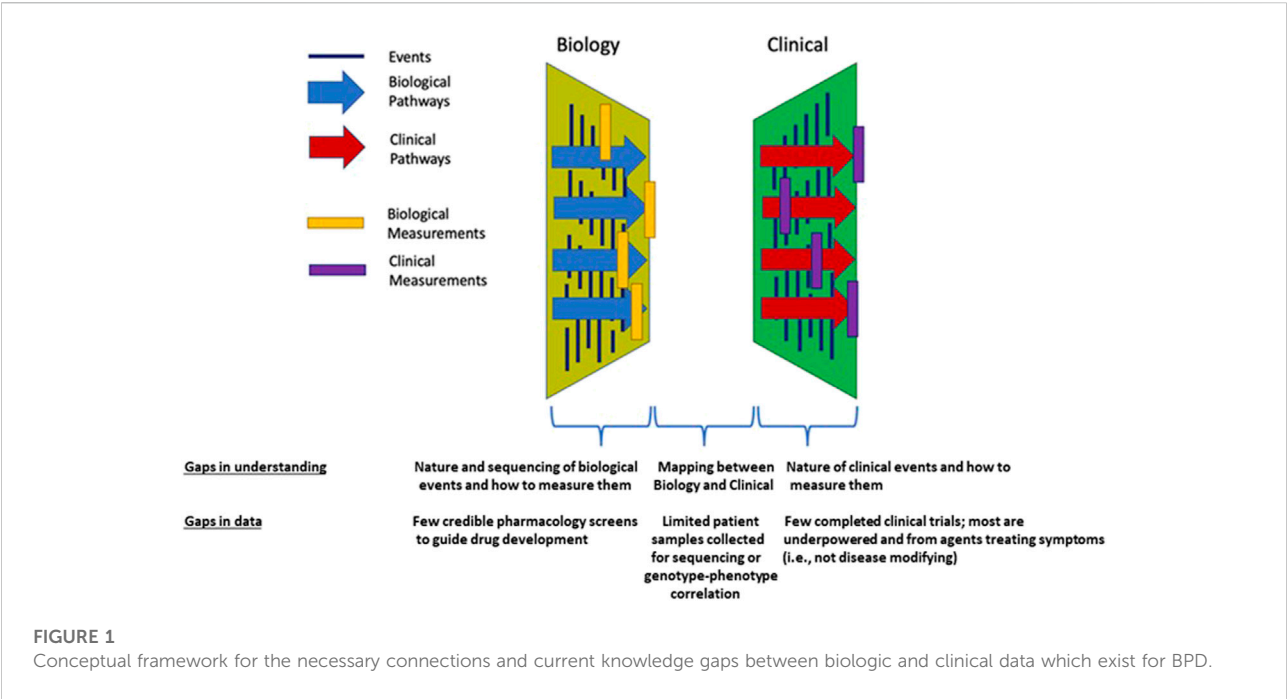 Biology
Clinical
Events
Biological
Pathways
Clinical
Pathways
Biological
Measurements
Clinical
Measurements
Gaps in understanding
Nature and sequencing of biological
events and how to measure them
Mapping between
Biology and Clinical
Nature of clinical events and how to
measure them
Gaps in data
Few credible pharmacology screens
to guide drug development
Limited patient
samples collected
for sequencing or
genotype-phenotype
correlation
Few completed clinical trials; most are
underpowered and from agents treating symptoms
(i.e., not disease modifying)
FIGURE 1
Conceptual framework for the necessary connections and current knowledge gaps between biologic and clinical data which exist for BPD.